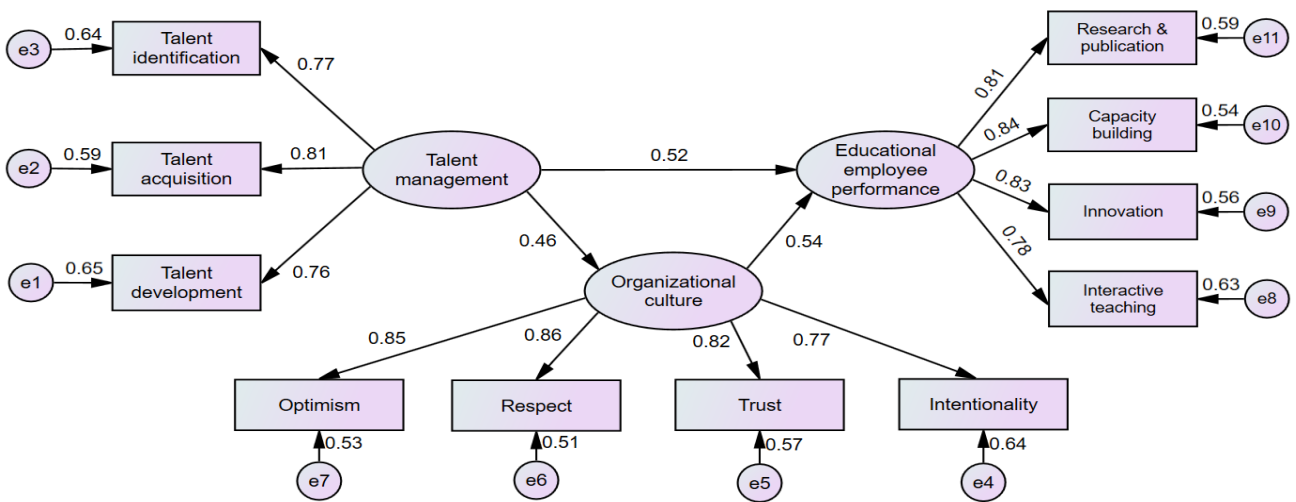 e3
0.64
Talent
identification
0.77
e2
0.59
Talent
acquisition
0.81
e1
0.65
Talent
development
0.76
Talent
management
0.52
0.46
Educational
employee
performance
0.54
Organizational
culture
0.81
Research &
publication
0.59
e11
0.84
Capacity
building
0.54
e10
0.83
Innovation
0.56
e9
0.78
Interactive
teaching
0.63
e8
0.85
0.86
0.82
0.77
Optimism
Respect
Trust
Intentionality
0.53
0.51
0.57
0.64
e7
e6
e5
e4